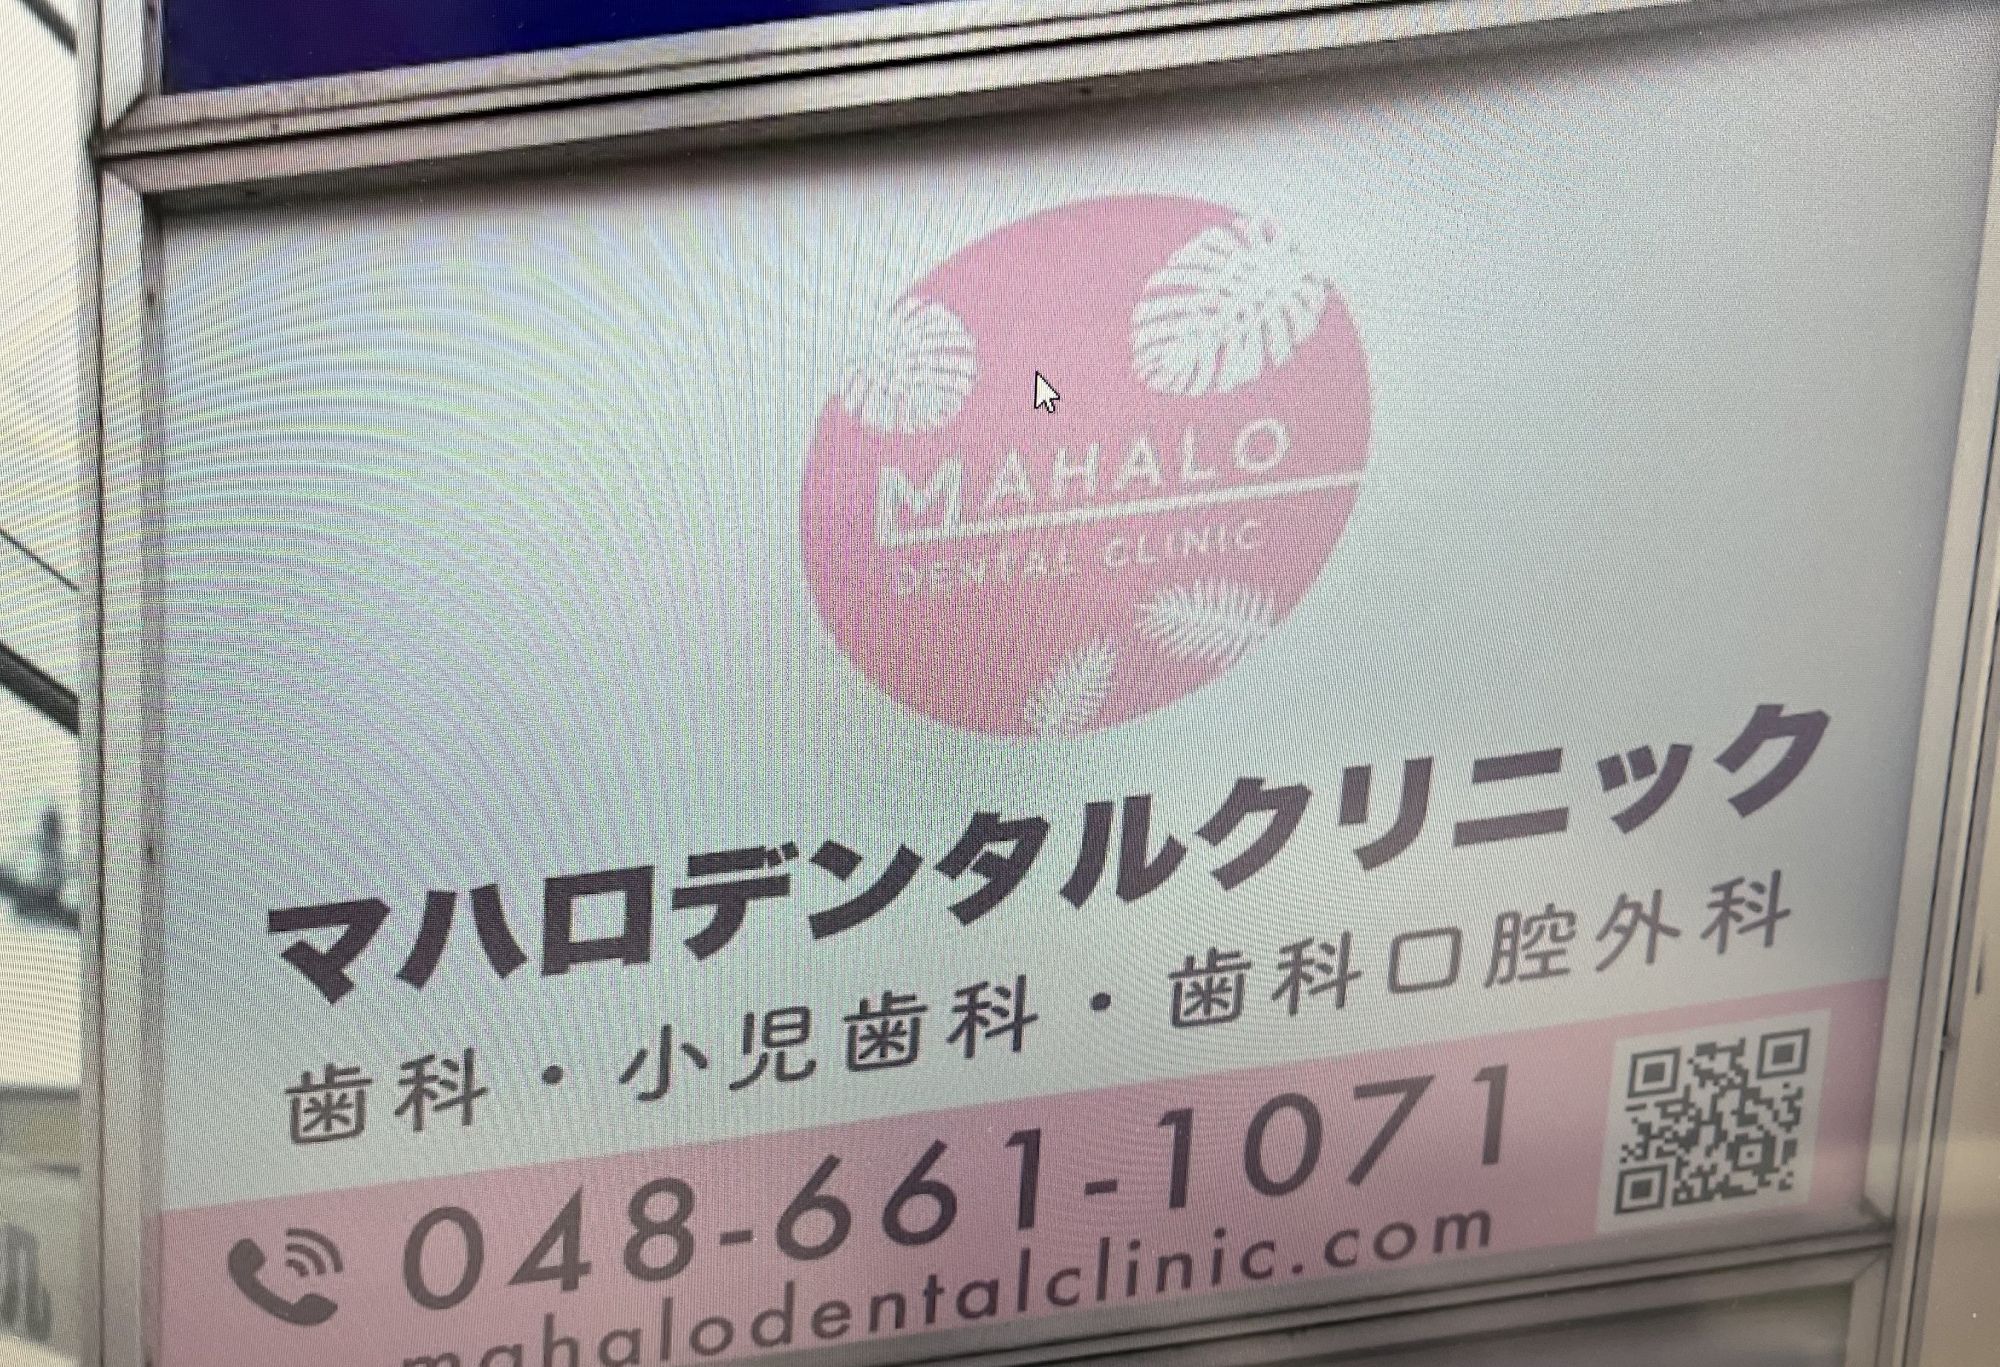 MAHALO
DENTAL CLINIC
マハロデンタルクリニック
歯科・小児歯科・歯科口腔外科
048-661-1071
mahalodentalclinic.com